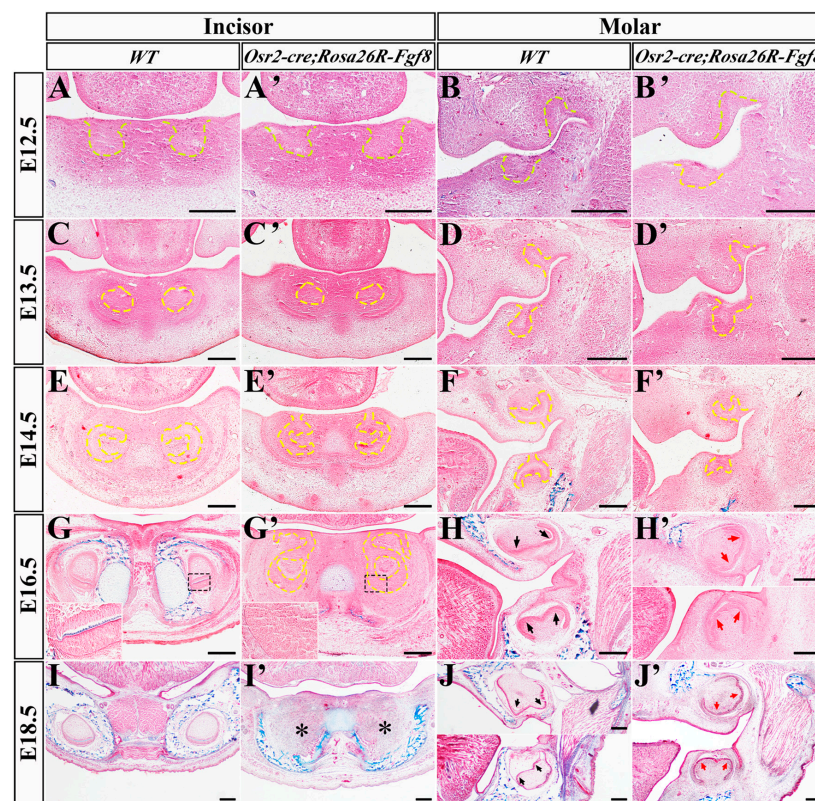 Incisor Molar
WT Osr2-cre;Rosa26R-Fgf8 WT Osr2-cre;Rosa26R-Fgf8
E12.5 A A' B B'
E13.5 C C' D D'
E14.5 E E' F F'
E16.5 G G' H H'
E18.5 I I' J J'
* *